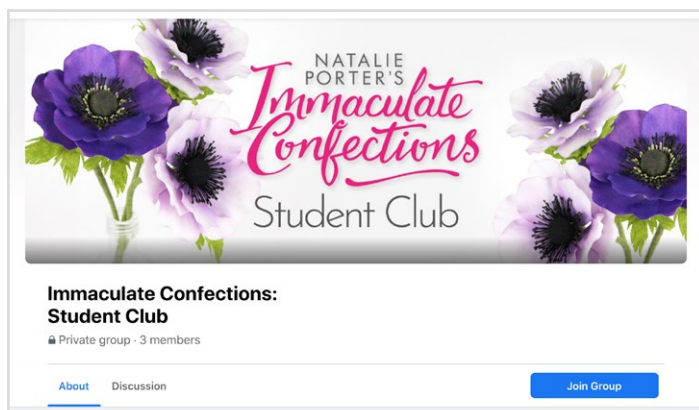 NATALIE
PORTER'S
Immaculate
Confections
Student Club
Immaculate Confections:
Student Club
Private group · 3 members
About Discussion Join Group